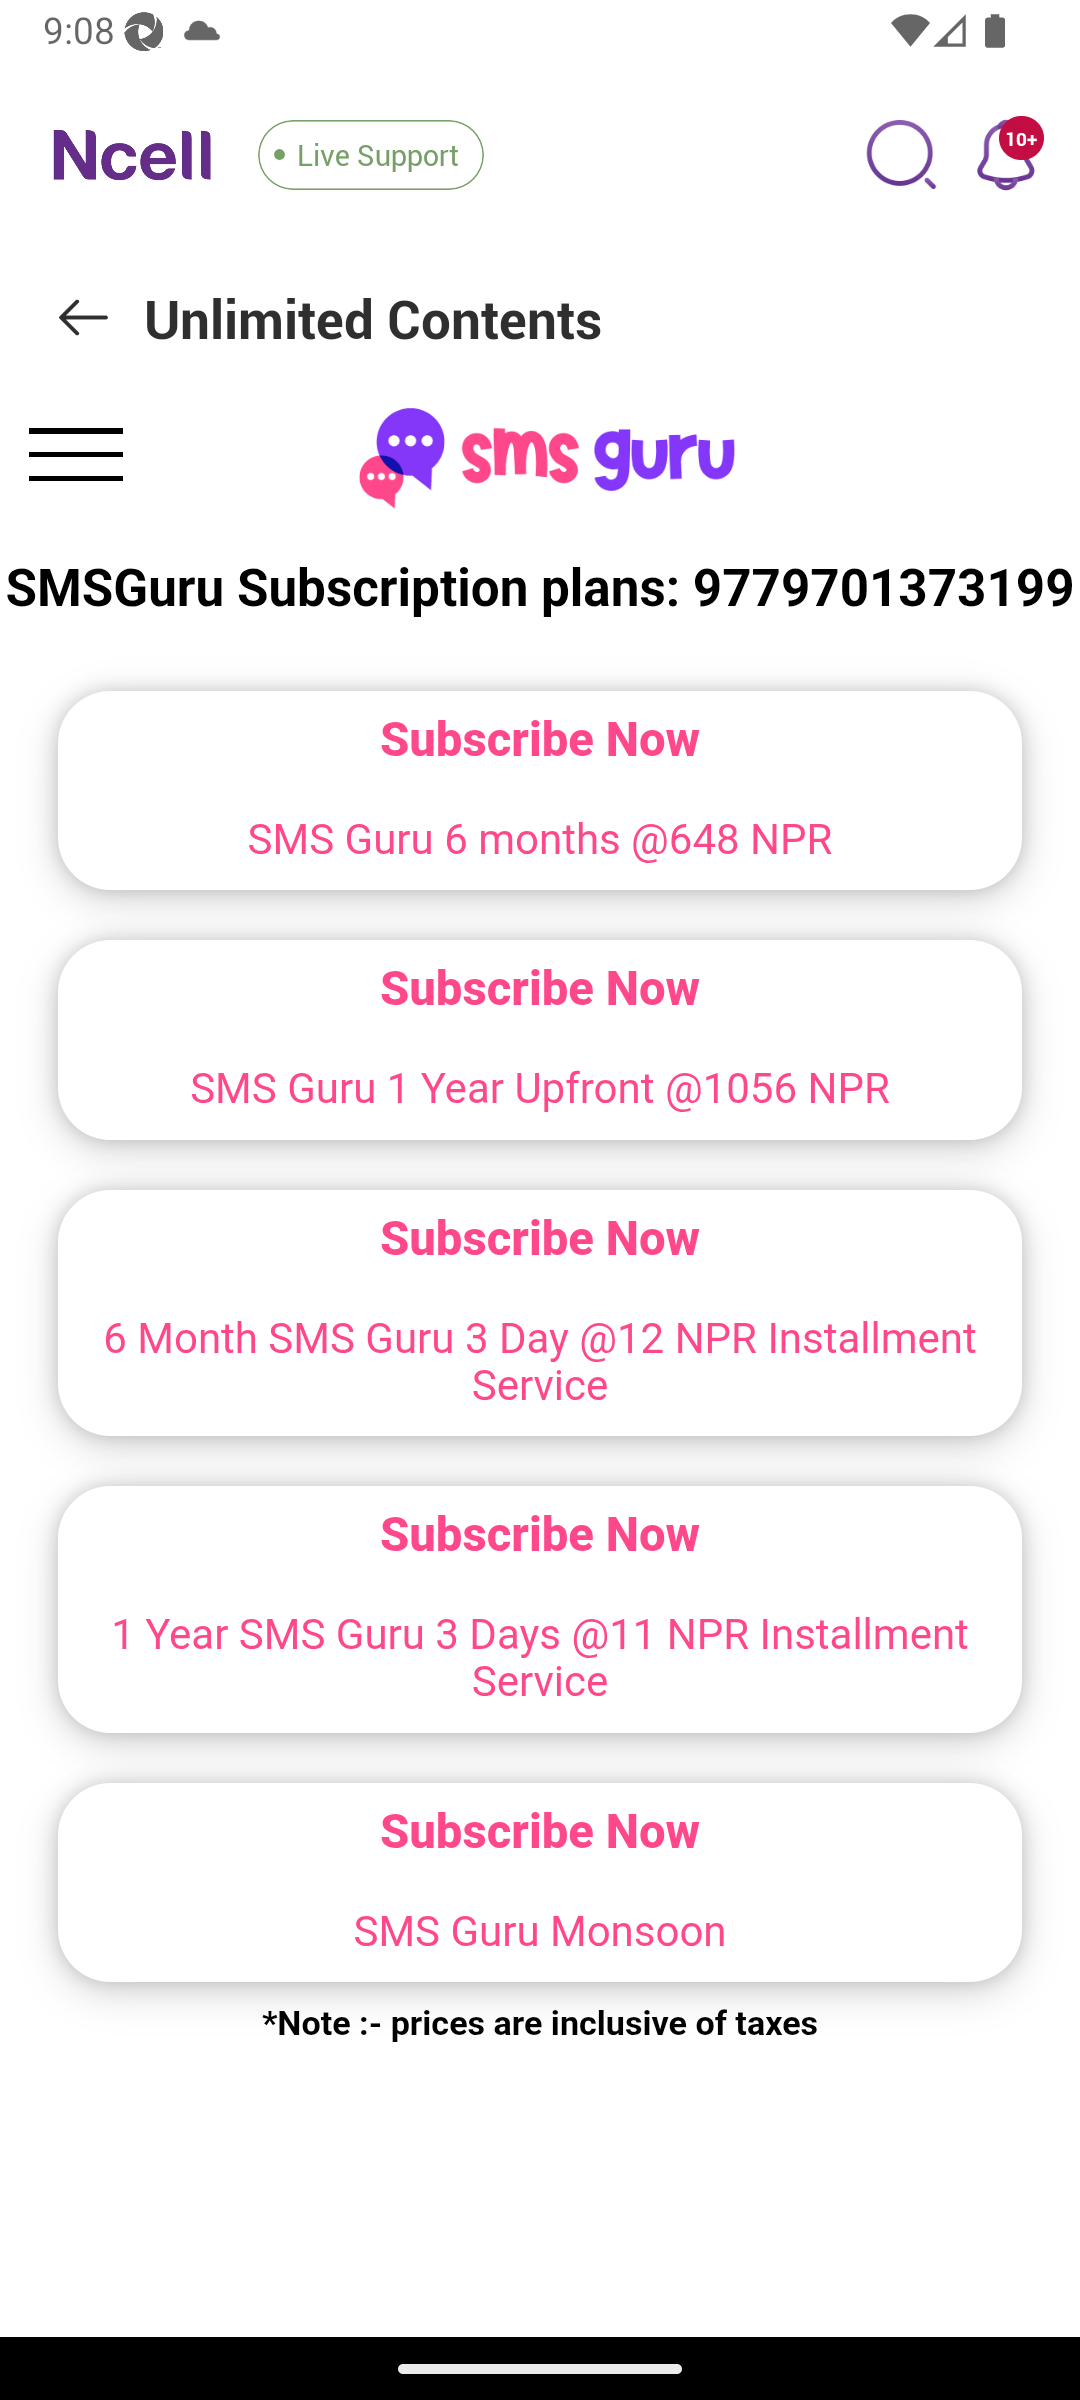 9:08
Ncell
Live Support
10+
Unlimited Contents
sms guru
SMSGuru Subscription plans: 9779701373199
Subscribe Now
SMS Guru 6 months @648 NPR
Subscribe Now
SMS Guru 1 Year Upfront @1056 NPR
Subscribe Now
6 Month SMS Guru 3 Day @12 NPR Installment
Service
Subscribe Now
1 Year SMS Guru 3 Days @11 NPR Installment
Service
Subscribe Now
SMS Guru Monsoon
*Note :- prices are inclusive of taxes